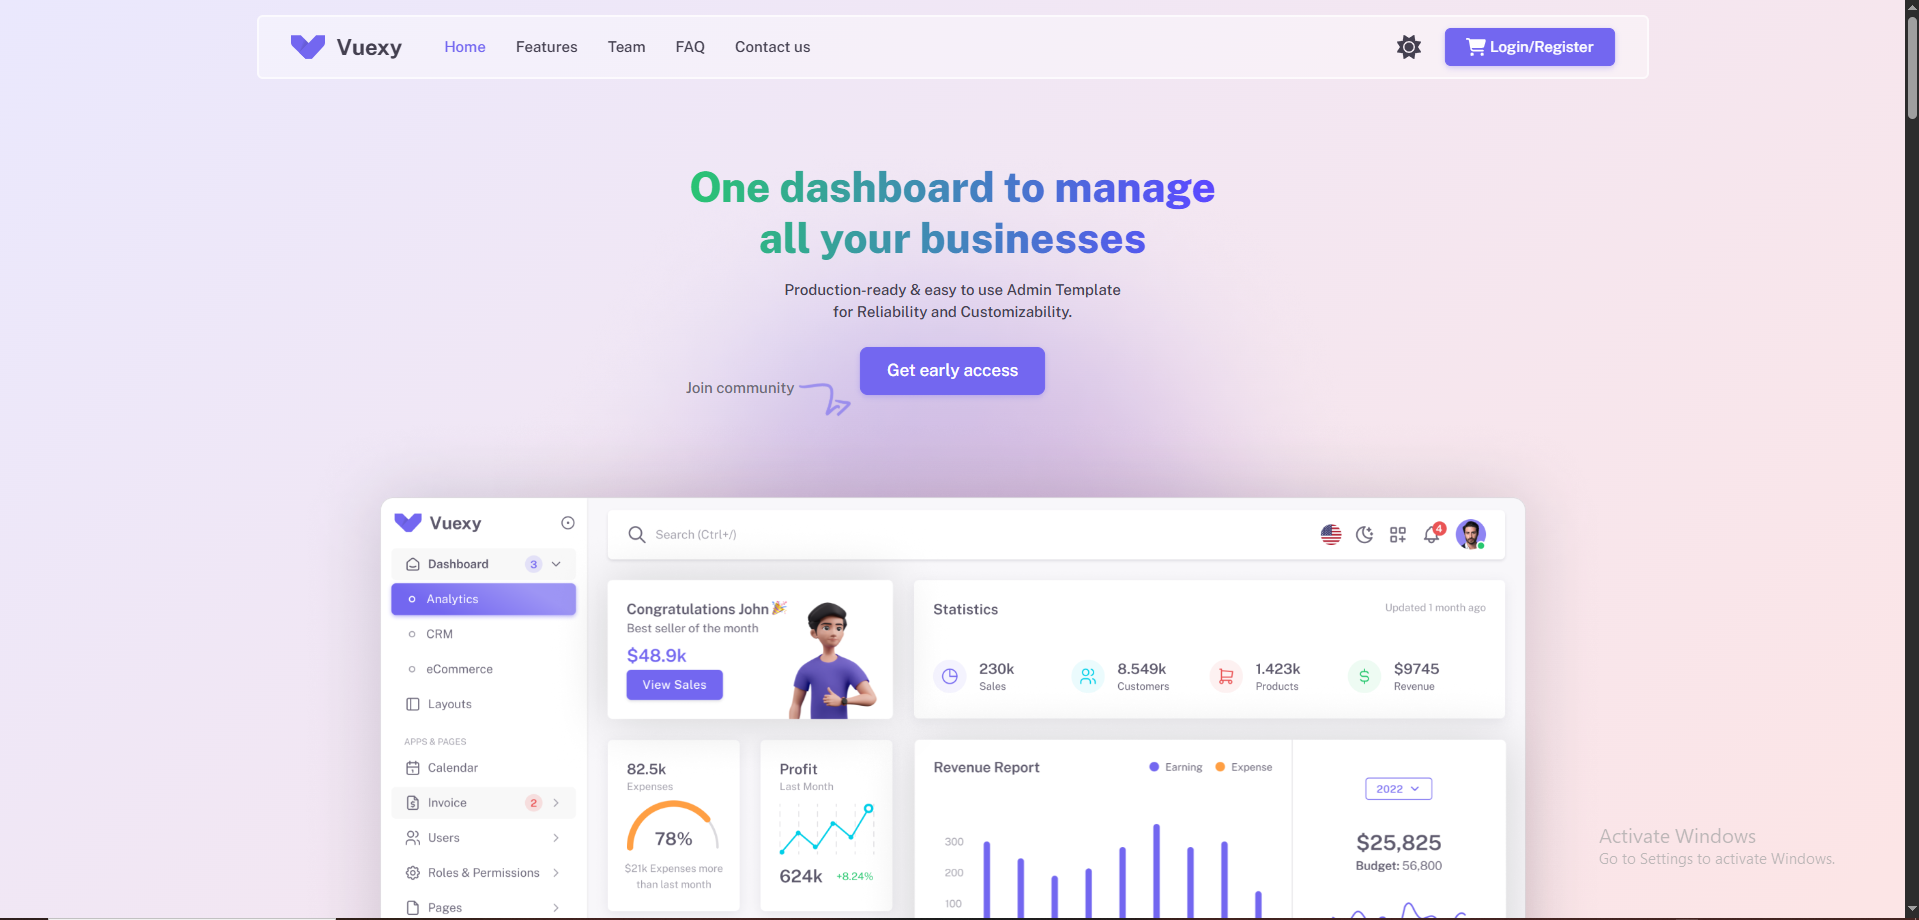 Vuexy
Home
Features
Team
FAQ
Contact us
Login/Register
One dashboard to manage
all your businesses
Production-ready & easy to use Admin Template
for Reliability and Customizability.
Get early access
Join community
Vuexy
Search (Ctrl+/)
4
Dashboard
3
Analytics
CRM
eCommerce
Layouts
APPS & PAGES
Calendar
Invoice
2
Users
Roles & Permissions
Pages
Congratulations John
Best seller of the month
$48.9k
View Sales
Statistics
Updated 1 month ago
230k
Sales
8.549k
Customers
1.423k
Products
$9745
Revenue
82.5k
Expenses
78%
$21k Expenses more
than last month
Profit
Last Month
624k
+8.24%
Revenue Report
Earning
Expense
300
200
100
2022
$25,825
Budget: 56,800
Activate Windows
Go to Settings to activate Windows.